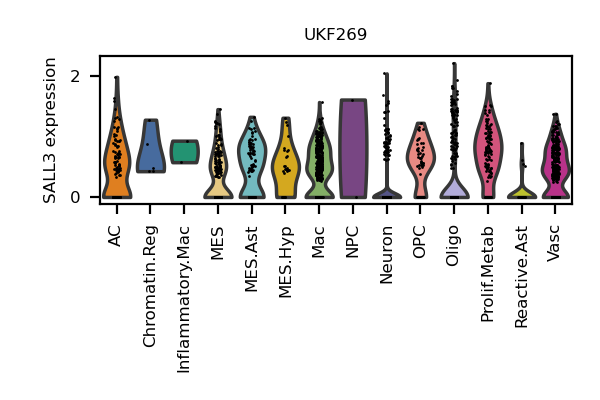 UKF269
SALL3 expression
2
0
AC
Chromatin.Reg
Inflammatory.Mac
MES
MES.Ast
MES.Hyp
Mac
NPC
Neuron
OPC
Oligo
Prolif.Metab
Reactive.Ast
Vasc